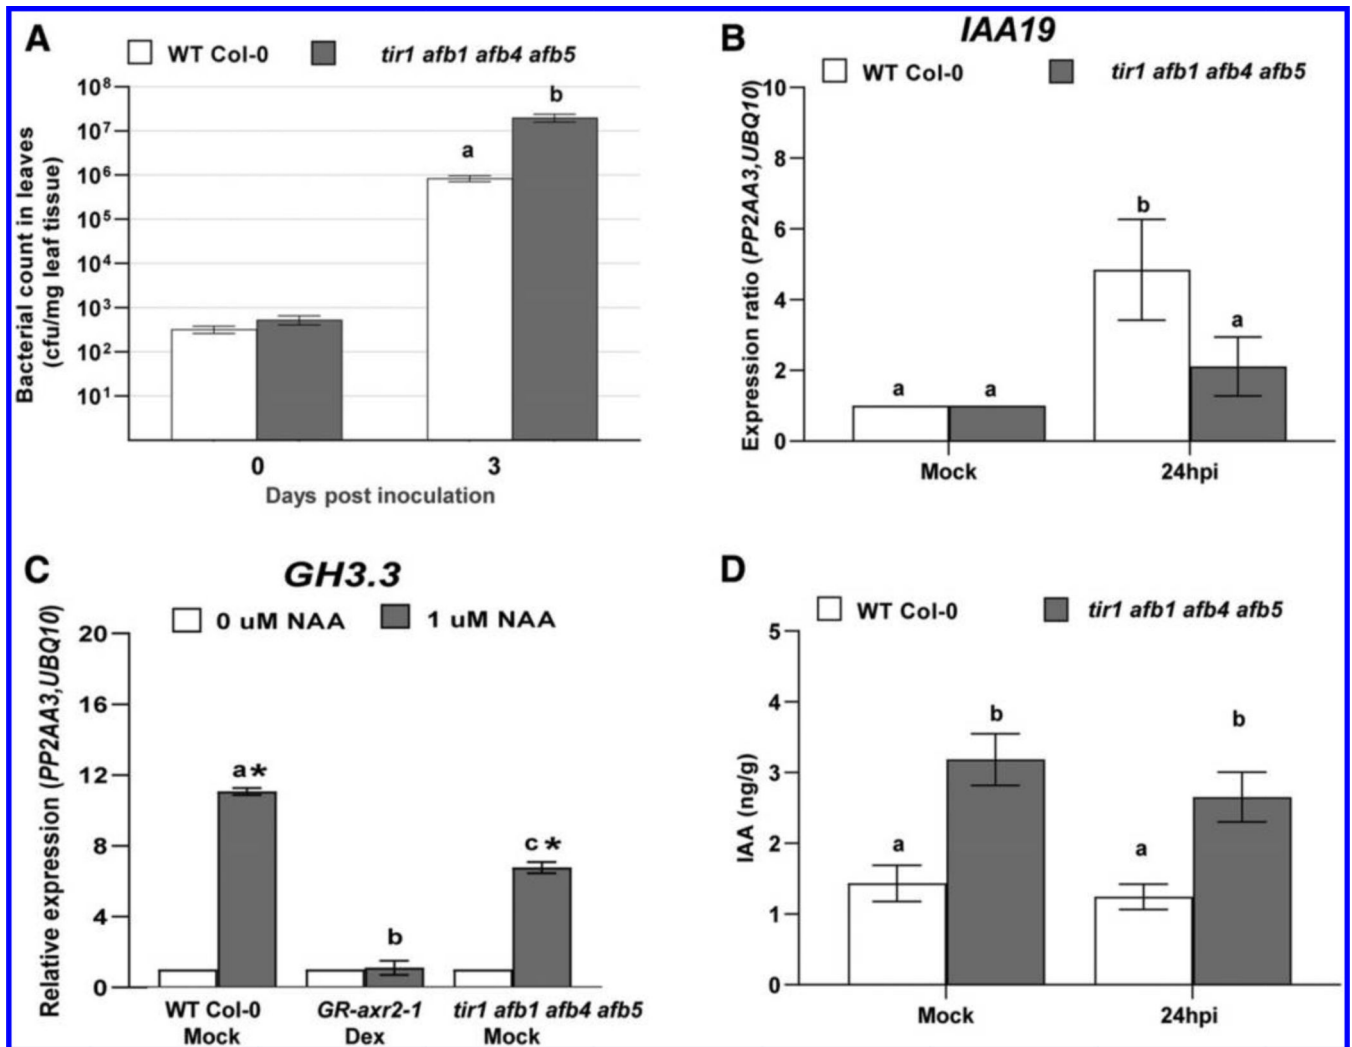 A
WT Col-0
tir1 afb1 afb4 afb5
Bacterial count in leaves
(cfu/mg leaf tissue)
10⁸
10⁷
10⁶
10⁵
10⁴
10³
10²
10¹
a
b
0
3
Days post inoculation
B
IAA19
WT Col-0
tir1 afb1 afb4 afb5
Expression ratio (PP2AA3,UBQ10)
10
8
6
4
2
0
a
a
b
a
Mock
24hpi
C
GH3.3
0 uM NAA
1 uM NAA
Relative expression (PP2AA3,UBQ10)
20
16
12
8
4
0
a*
b
c*
WT Col-0
Mock
GR-axr2-1
Dex
tir1 afb1 afb4 afb5
Mock
D
WT Col-0
tir1 afb1 afb4 afb5
IAA (ng/g)
5
4
3
2
1
0
a
b
a
b
Mock
24hpi